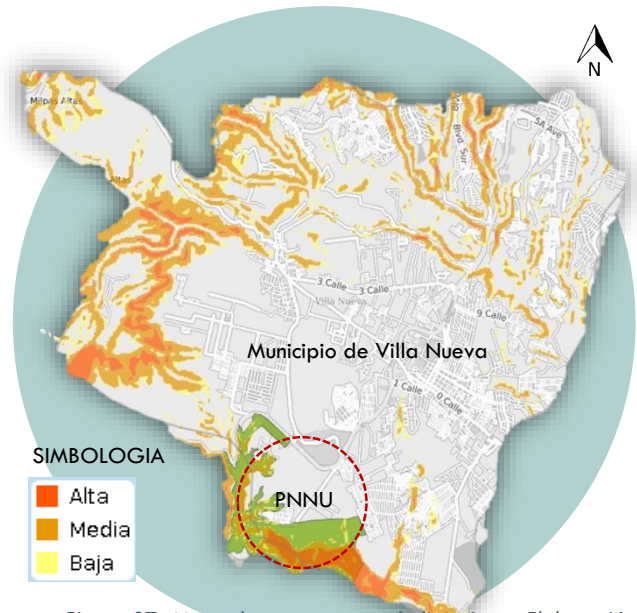 N
Milpas Altas
Altas
Blvd Sur
5A Ave
3 Calle
3 Calle
Villa Nueva
9 Calle
Municipio de Villa Nueva
1 Calle
0 Calle
SIMBOLOGIA
PNNU
Alta
Media
Baja